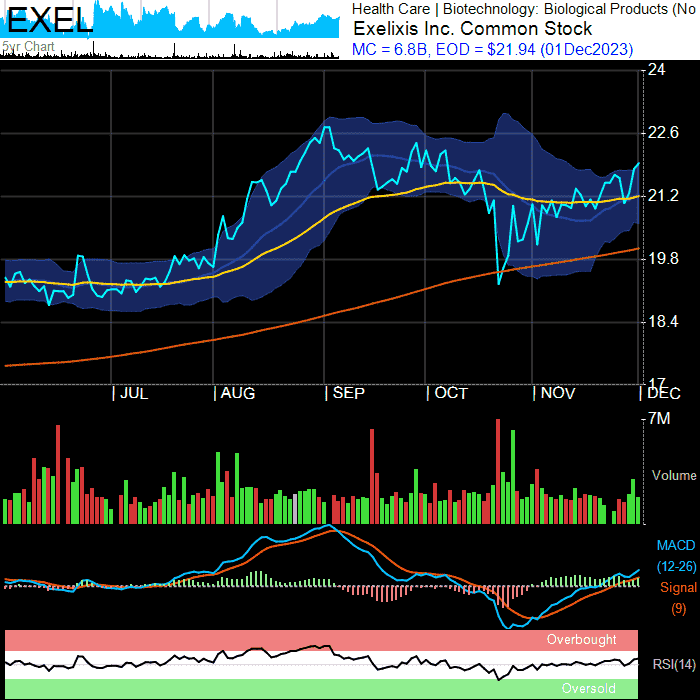 EXEL
5yr Chart
Health Care | Biotechnology: Biological Products (No
Exelixis Inc. Common Stock
MC = 6.8B, EOD = $21.94 (01Dec2023)
24
22.6
21.2
19.8
18.4
17
JUL AUG SEP OCT NOV DEC
7M
Volume
MACD
(12-26)
Signal
(9)
Overbought
RSI(14)
Oversold